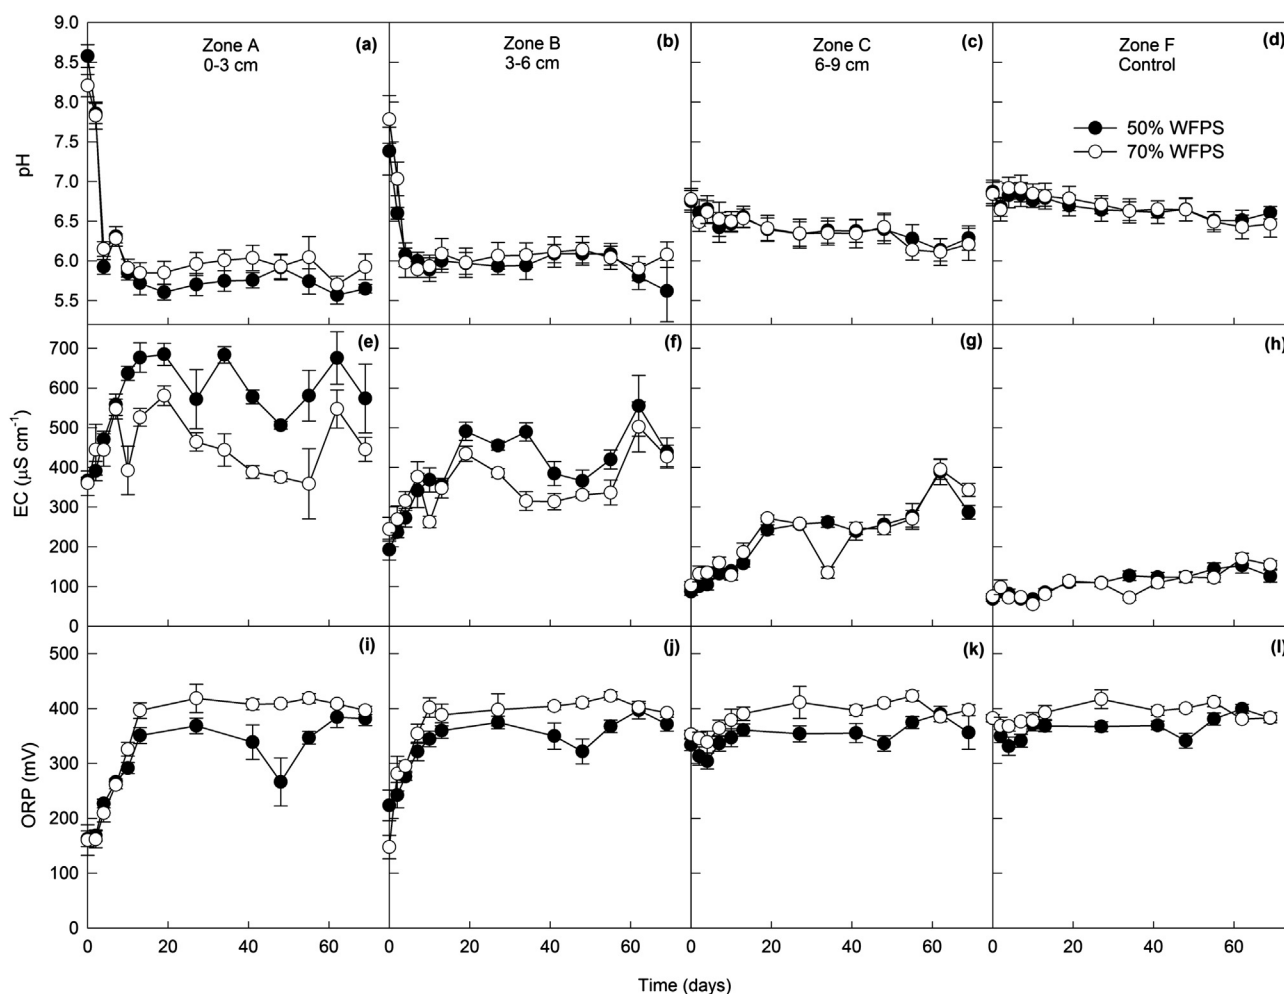 Zone A
0-3 cm
(a)
Zone B
3-6 cm
(b)
Zone C
6-9 cm
(c)
Zone F
Control
(d)
50% WFPS
70% WFPS
pH
9.0
8.5
8.0
7.5
7.0
6.5
6.0
5.5
(e)
(f)
(g)
(h)
EC (μS cm⁻¹)
700
600
500
400
300
200
100
0
(i)
(j)
(k)
(l)
ORP (mV)
500
400
300
200
100
0
0 20 40 60 0 20 40 60 0 20 40 60 0 20 40 60
Time (days)